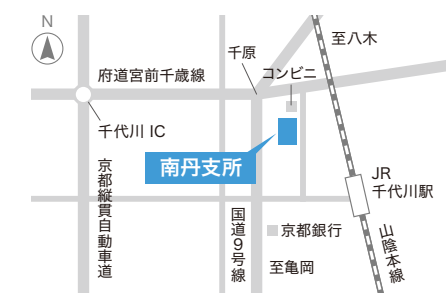 N
至八木
千原
コンビニ
府道宮前千歳線
千代川 IC
南丹支所
JR
千代川駅
京都縦貫自動車道
国道9号線
京都銀行
山陰本線
至亀岡